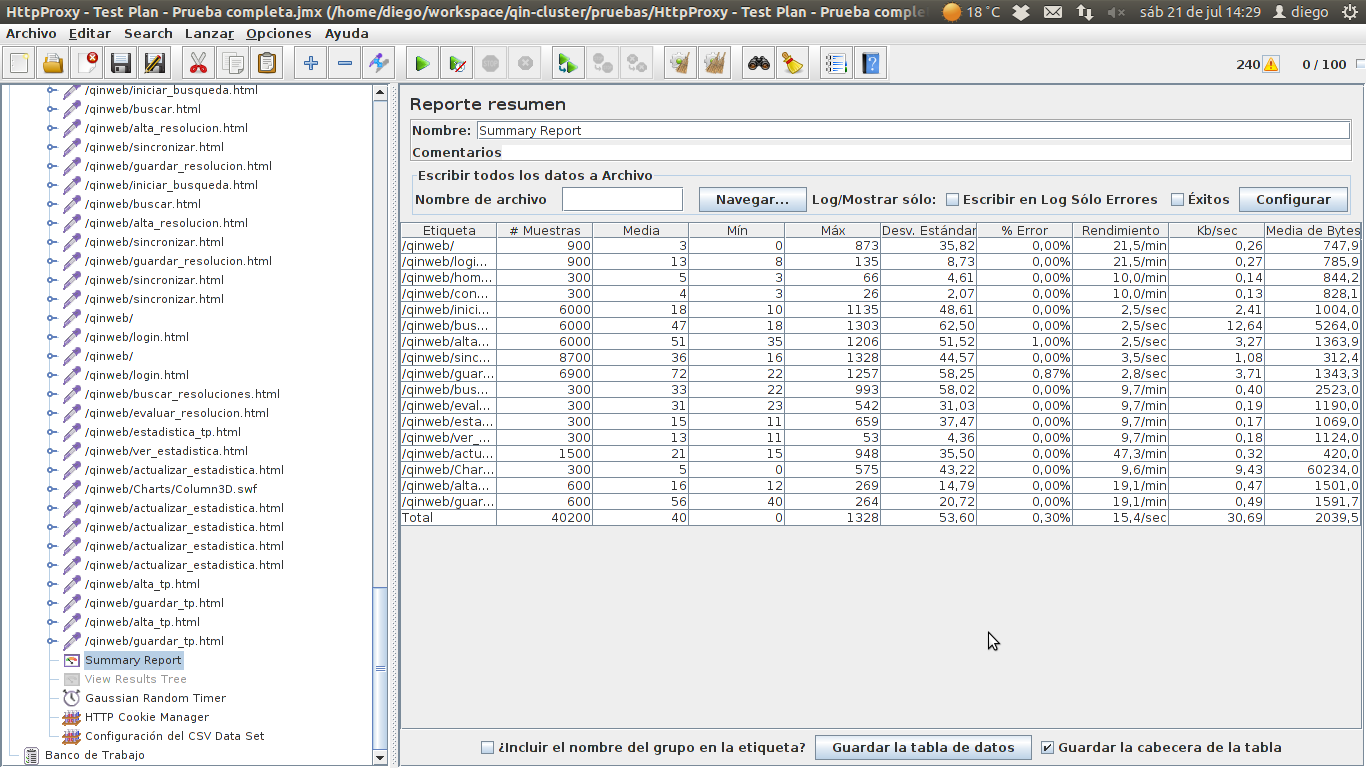 HttpProxy - Test Plan - Prueba completa.jmx (/home/diego/workspace/qin-cluster/pruebas/HttpProxy - Test Plan - Prueba comple 18 °C sáb 21 de jul 14:29 diego
Archivo Editar Search Lanzar Opciones Ayuda
240 0 / 100
/qinweb/iniciar_busqueda.html
/qinweb/buscar.html
/qinweb/alta_resolucion.html
/qinweb/sincronizar.html
/qinweb/guardar_resolucion.html
/qinweb/iniciar_busqueda.html
/qinweb/buscar.html
/qinweb/alta_resolucion.html
/qinweb/sincronizar.html
/qinweb/guardar_resolucion.html
/qinweb/sincronizar.html
/qinweb/sincronizar.html
/qinweb/
/qinweb/login.html
/qinweb/
/qinweb/login.html
/qinweb/buscar_resoluciones.html
/qinweb/evaluar_resolucion.html
/qinweb/estadistica_tp.html
/qinweb/ver_estadistica.html
/qinweb/actualizar_estadistica.html
/qinweb/Charts/Column3D.swf
/qinweb/actualizar_estadistica.html
/qinweb/actualizar_estadistica.html
/qinweb/actualizar_estadistica.html
/qinweb/actualizar_estadistica.html
/qinweb/alta_tp.html
/qinweb/guardar_tp.html
/qinweb/alta_tp.html
/qinweb/guardar_tp.html
Summary Report
View Results Tree
Gaussian Random Timer
HTTP Cookie Manager
Configuración del CSV Data Set
Banco de Trabajo
Reporte resumen
Nombre: Summary Report
Comentarios
Escribir todos los datos a Archivo
Nombre de archivo Navegar... Log/Mostrar sólo: Escribir en Log Sólo Errores Éxitos Configurar
Etiqueta # Muestras Media Mín Máx Desv. Estándar % Error Rendimiento Kb/sec Media de Bytes
/qinweb/ 900 3 0 873 35,82 0,00% 21,5/min 0,26 747,9
/qinweb/logi... 900 13 8 135 8,73 0,00% 21,5/min 0,27 785,9
/qinweb/hom... 300 5 3 66 4,61 0,00% 10,0/min 0,14 844,2
/qinweb/con... 300 4 3 26 2,07 0,00% 10,0/min 0,13 828,1
/qinweb/inici... 6000 18 10 1135 48,61 0,00% 2,5/sec 2,41 1004,0
/qinweb/bus... 6000 47 18 1303 62,50 0,00% 2,5/sec 12,64 5264,0
/qinweb/alta... 6000 51 35 1206 51,52 1,00% 2,5/sec 3,27 1363,9
/qinweb/sinc... 8700 36 16 1328 44,57 0,00% 3,5/sec 1,08 312,4
/qinweb/guar... 6900 72 22 1257 58,25 0,87% 2,8/sec 3,71 1343,3
/qinweb/bus... 300 33 22 993 58,02 0,00% 9,7/min 0,40 2523,0
/qinweb/eval... 300 31 23 542 31,03 0,00% 9,7/min 0,19 1190,0
/qinweb/esta... 300 15 11 659 37,47 0,00% 9,7/min 0,17 1069,0
/qinweb/ver_... 300 13 11 53 4,36 0,00% 9,7/min 0,18 1124,0
/qinweb/actu... 1500 21 15 948 35,50 0,00% 47,3/min 0,32 420,0
/qinweb/Char... 300 5 0 575 43,22 0,00% 9,6/min 9,43 60234,0
/qinweb/alta... 600 16 12 269 14,79 0,00% 19,1/min 0,47 1501,0
/qinweb/guar... 600 56 40 264 20,72 0,00% 19,1/min 0,49 1591,7
Total 40200 40 0 1328 53,60 0,30% 15,4/sec 30,69 2039,5
¿Incluir el nombre del grupo en la etiqueta? Guardar la tabla de datos Guardar la cabecera de la tabla